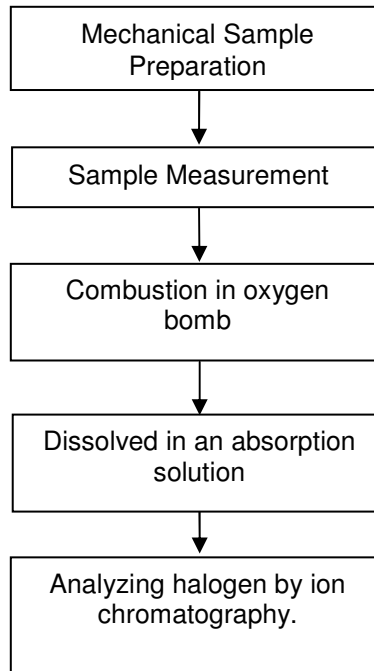 Mechanical Sample
Preparation
Sample Measurement
Combustion in oxygen
bomb
Dissolved in an absorption
solution
Analyzing halogen by ion
chromatography.